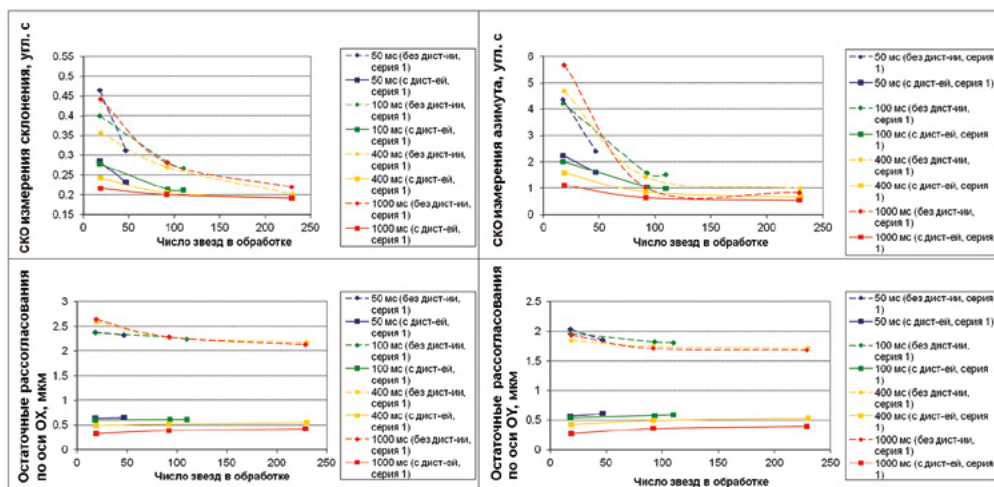 СКО измерения склонения, угл. с
0.55
0.5
0.45
0.4
0.35
0.3
0.25
0.2
0.15
0 50 100 150 200 250
Число звезд в обработке
50 мс (без дист-ии,
серия 1)
50 мс (с дист-ей,
серия 1)
100 мс (без дист-ии,
серия 1)
100 мс (с дист-ей,
серия 1)
400 мс (без дист-ии,
серия 1)
400 мс (с дист-ей,
серия 1)
1000 мс (без дист-ии,
серия 1)
1000 мс (с дист-ей,
серия 1)
СКО измерения азимута, угл. с
6
5
4
3
2
1
0
0 50 100 150 200 250
Число звезд в обработке
50 мс (без дист-ии, серия
1)
50 мс (с дист-ей, серия 1)
100 мс (без дист-ии,
серия 1)
100 мс (с дист-ей, серия
1)
400 мс (без дист-ии,
серия 1)
400 мс (с дист-ей, серия
1)
1000 мс (без дист-ии,
серия 1)
1000 мс (с дист-ей, серия
1)
Остаточные рассогласования
по оси OX, мкм
3
2.5
2
1.5
1
0.5
0
0 50 100 150 200 250
Число звезд в обработке
50 мс (без дист-ии,
серия 1)
50 мс (с дист-ей,
серия 1)
100 мс (без дист-ии,
серия 1)
100 мс (с дист-ей,
серия 1)
400 мс (без дист-ии,
серия 1)
400 мс (с дист-ей,
серия 1)
1000 мс (без дист-ии,
серия 1)
1000 мс (с дист-ей,
серия 1)
Остаточные рассогласования
по оси OY, мкм
2.5
2
1.5
1
0.5
0
0 50 100 150 200 250
Число звезд в обработке
50 мс (без дист-ии, серия
1)
50 мс (с дист-ей, серия 1)
100 мс (без дист-ии,
серия 1)
100 мс (с дист-ей, серия
1)
400 мс (без дист-ии,
серия 1)
400 мс (с дист-ей, серия
1)
1000 мс (без дист-ии,
серия 1)
1000 мс (с дист-ей, серия
1)